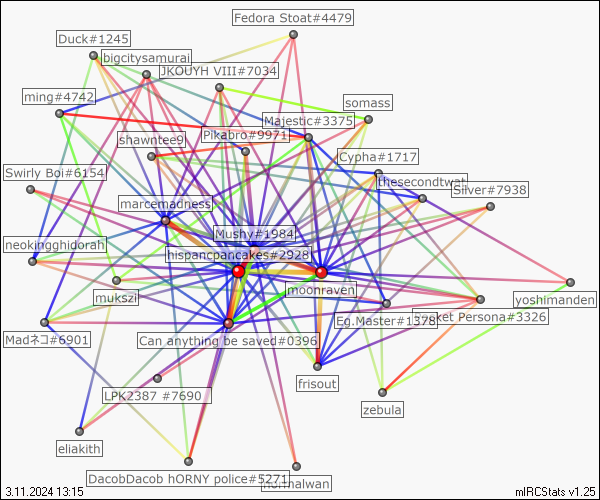 Fedora Stoat#4479
Duck#1245
bigcitysamurai
JKOUYH VIII#7034
ming#4742
somass
Majestic#3375
Pikabro#9971
shawntee9
Cypha#1717
Swirly Boi#6154
thesecondtwat
Silver#7938
marcemadness
Mushy#1984
neokingghidorah
hispancpancakes#2928
moonraven
mukszi
yoshimanden
Eg.Master#1378
ocket Persona#3326
Madネコ#6901
Can anything be saved#0396
frisout
LPK2387 #7690
zebula
eliakith
DacobDacob hORNY police#5271
malwan
3.11.2024 13:15
mIRCStats v1.25